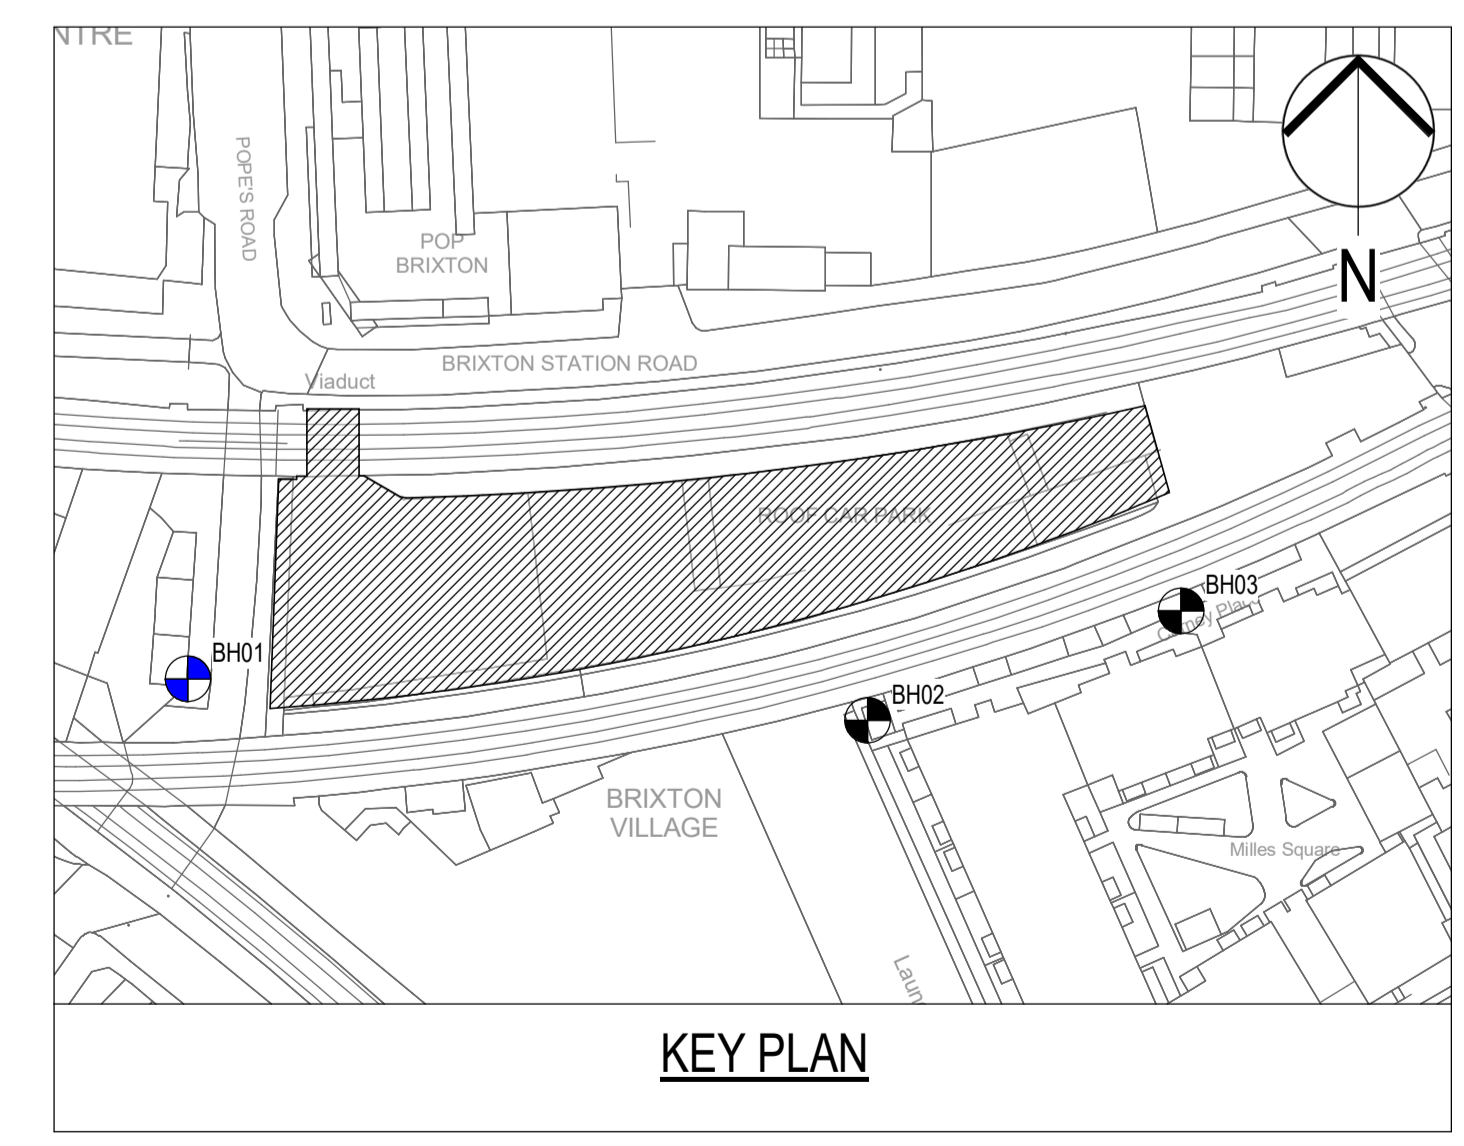 NTRE
POPE'S ROAD
POP
BRIXTON
N
BRIXTON STATION ROAD
Viaduct
ROOF CAR PARK
BH03
BH01
BH02
BRIXTON
VILLAGE
Milles Square
Laun
KEY PLAN